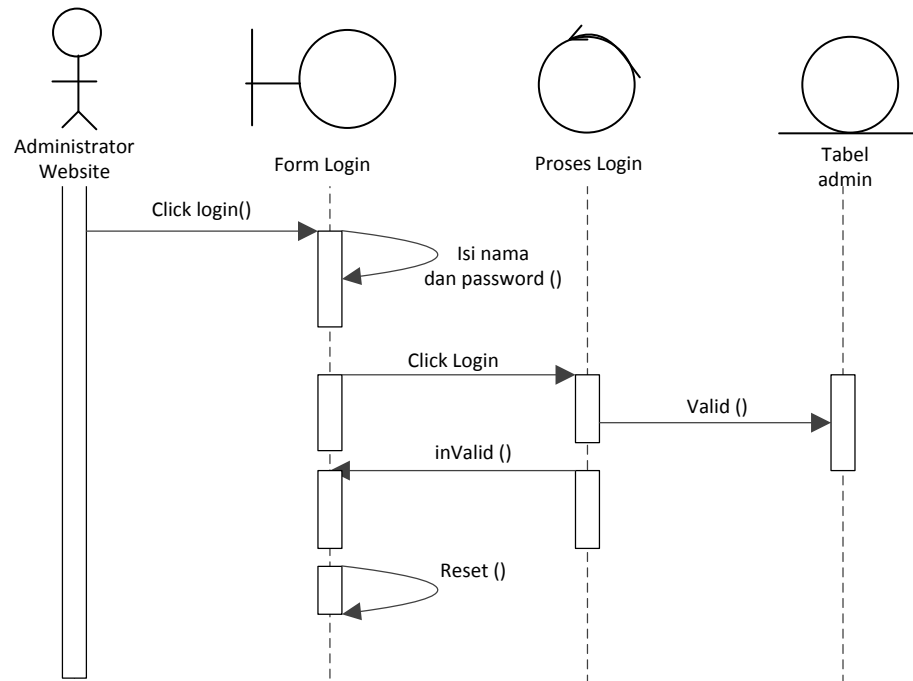 Administrator
Website
Form Login
Proses Login
Tabel
admin
Click login()
Isi nama
dan password ()
Click Login
Valid ()
inValid ()
Reset ()